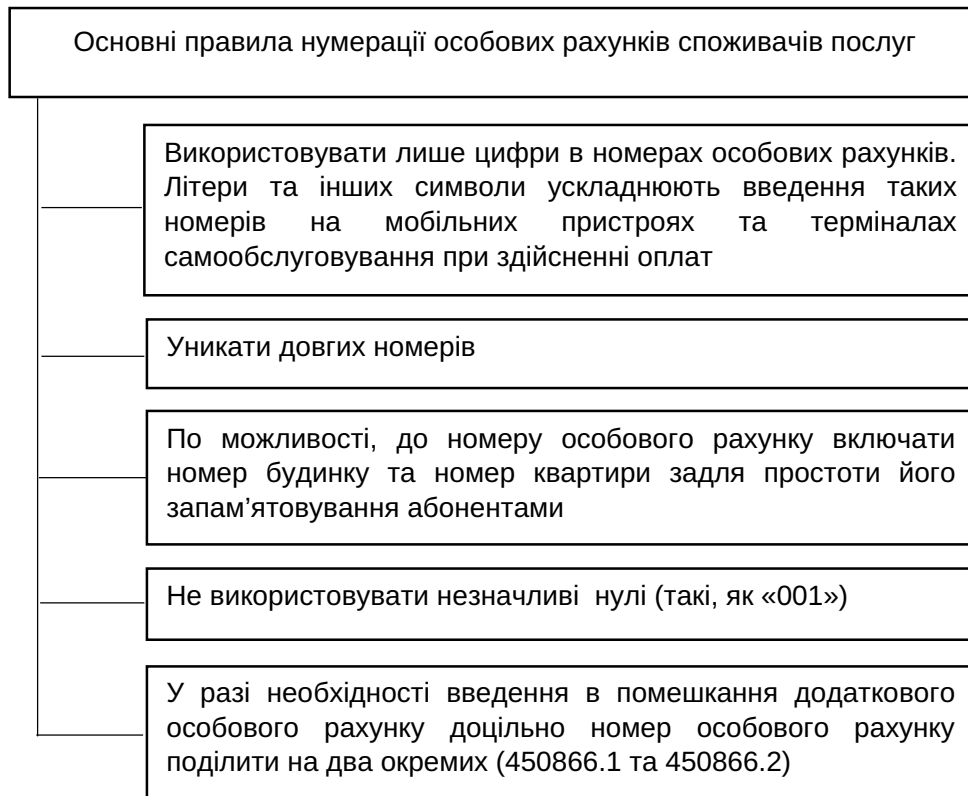 Основні правила нумерації особових рахунків споживачів послуг
Використовувати лише цифри в номерах особових рахунків.
Літери та інших символи ускладнюють введення таких
номерів на мобільних пристроях та терміналах
самообслуговування при здійсненні оплат
Уникати довгих номерів
По можливості, до номеру особового рахунку включати
номер будинку та номер квартири задля простоти його
запам’ятовування абонентами
Не використовувати незначливі  нулі (такі, як «001»)
У разі необхідності введення в помешкання додаткового
особового рахунку доцільно номер особового рахунку
поділити на два окремих (450866.1 та 450866.2)